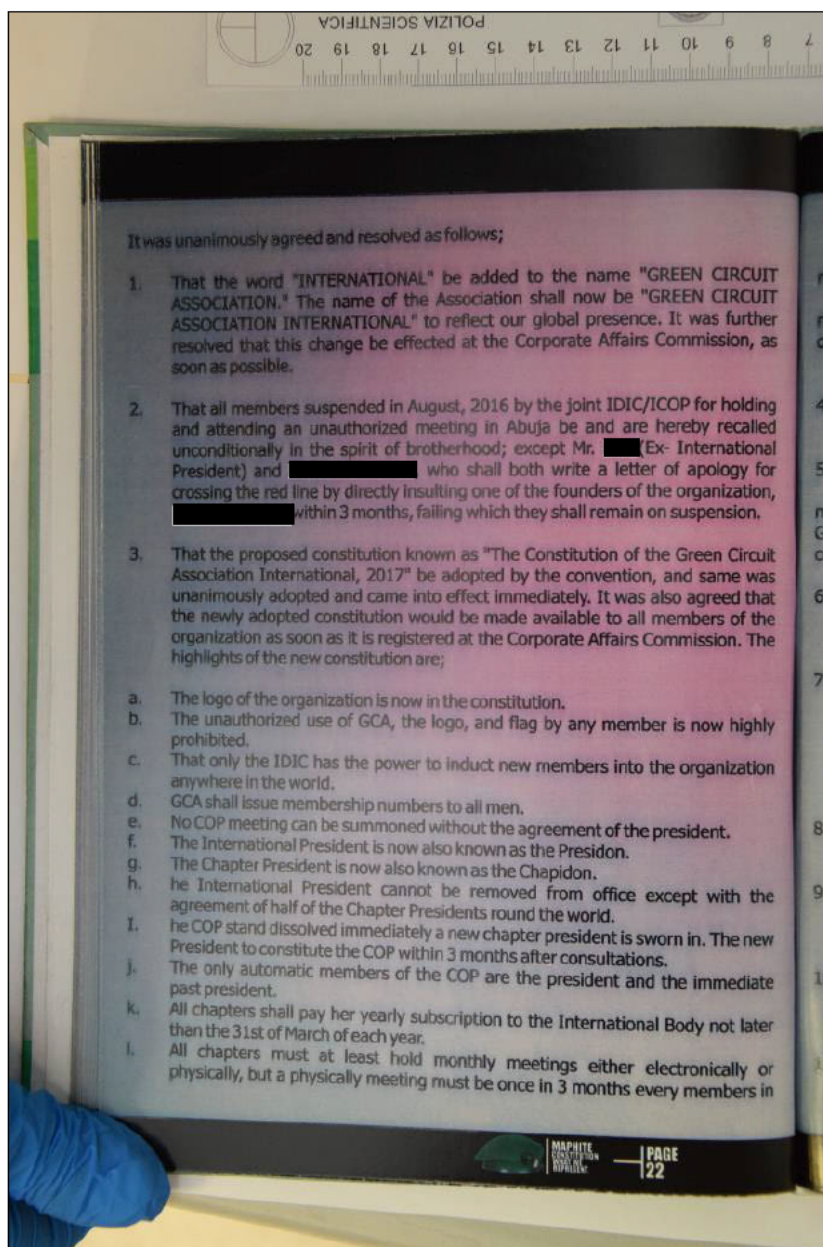 POLIZIA SCIENTIFICA
20 19 18 17 16 15 14 13 12 11 10 9 8 7
It was unanimously agreed and resolved as follows;
1. That the word "INTERNATIONAL" be added to the name "GREEN CIRCUIT
ASSOCIATION." The name of the Association shall now be "GREEN CIRCUIT
ASSOCIATION INTERNATIONAL" to reflect our global presence. It was further
resolved that this change be effected at the Corporate Affairs Commission, as
soon as possible.
2. That all members suspended in August, 2016 by the joint IDIC/ICOP for holding
and attending an unauthorized meeting in Abuja be and are hereby recalled
unconditionally in the spirit of brotherhood; except Mr. (Ex- International
President) and who shall both write a letter of apology for
crossing the red line by directly insulting one of the founders of the organization,
within 3 months, failing which they shall remain on suspension.
3. That the proposed constitution known as "The Constitution of the Green Circuit
Association International, 2017" be adopted by the convention, and same was
unanimously adopted and came into effect immediately. It was also agreed that
the newly adopted constitution would be made available to all members of the
organization as soon as it is registered at the Corporate Affairs Commission. The
highlights of the new constitution are;
a. The logo of the organization is now in the constitution.
b. The unauthorized use of GCA, the logo, and flag by any member is now highly
prohibited.
c. That only the IDIC has the power to induct new members into the organization
anywhere in the world.
d. GCA shall issue membership numbers to all men.
e. No COP meeting can be summoned without the agreement of the president.
f. The International President is now also known as the Presidon.
g. The Chapter President is now also known as the Chapidon.
h. he International President cannot be removed from office except with the
agreement of half of the Chapter Presidents round the world.
I. he COP stand dissolved immediately a new chapter president is sworn in. The new
President to constitute the COP within 3 months after consultations.
j. The only automatic members of the COP are the president and the immediate
past president.
k. All chapters shall pay her yearly subscription to the International Body not later
than the 31st of March of each year.
l. All chapters must at least hold monthly meetings either electronically or
physically, but a physically meeting must be once in 3 months every members in
MAPHITE
CONSTITUTION
WHAT WE
REPRESENT
PAGE
22